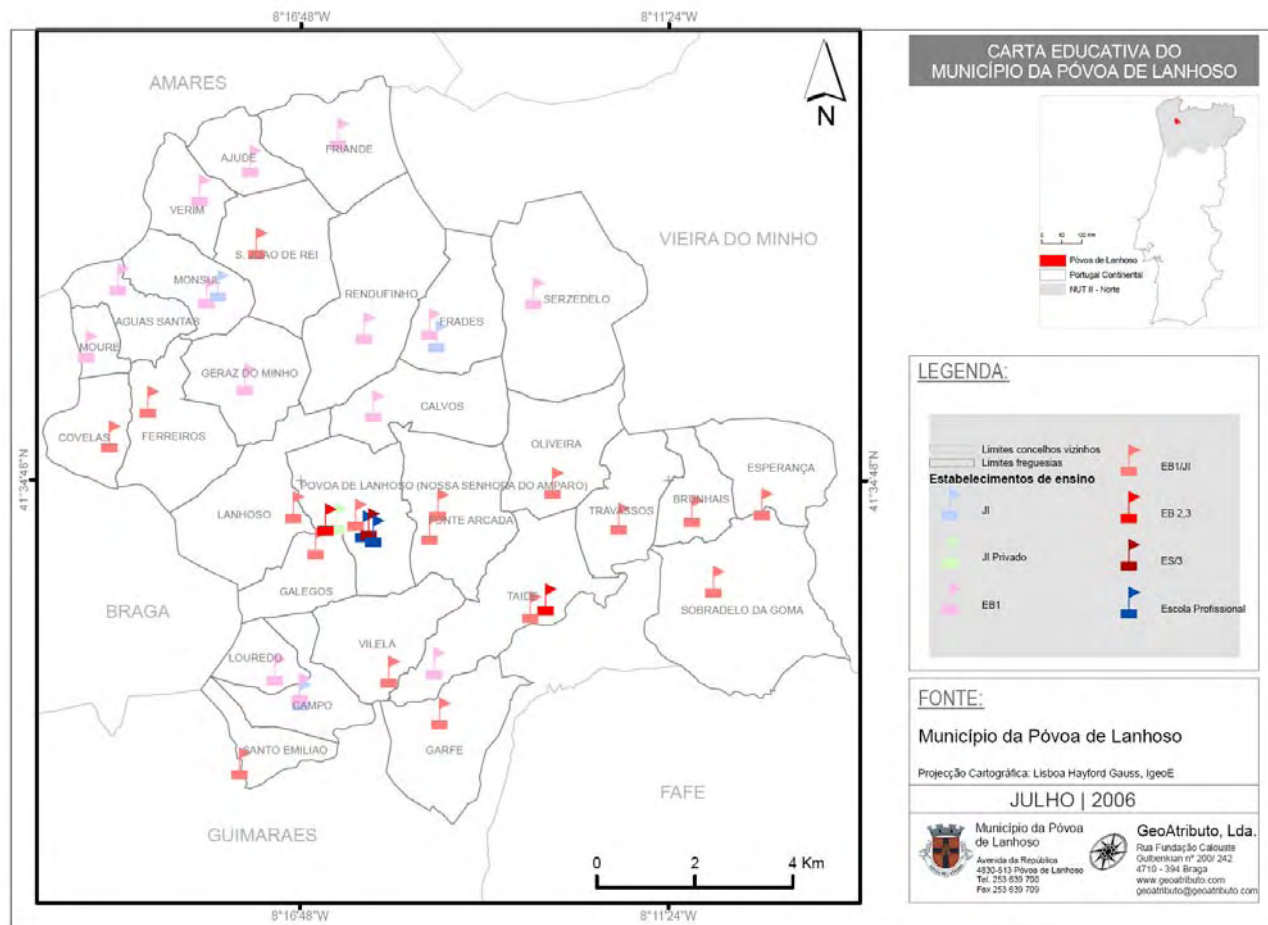 8°16'48"W
8°11'24"W
AMARES
N
FRIANDE
AJUDE
VERIM
VIEIRA DO MINHO
S. JOAO DE REI
MONSUL
RENDUFINHO
SERZEDELO
AGUAS SANTAS
FRADES
MOURE
GERAZ DO MINHO
CALVOS
COVELAS
FERREIROS
OLIVEIRA
ESPERANÇA
41°34'48"N
41°34'48"N
POVOA DE LANHOSO (NOSSA SENHORA DO AMPARO)
BRUNHAIS
LANHOSO
FONTE ARCADA
TRAVASSOS
GALEGOS
TAIDE
SOBRADELO DA GOMA
BRAGA
VILELA
LOUREDO
CAMPO
SANTO EMILIAO
GARFE
FAFE
GUIMARAES
0 2 4 Km
8°16'48"W
8°11'24"W
CARTA EDUCATIVA DO
MUNICÍPIO DA PÓVOA DE LANHOSO
Póvoa de Lanhoso
Portugal Continental
NUT II - Norte
LEGENDA:
Limites concelhos vizinhos
Limites freguesias
Estabelecimentos de ensino
JI
JI Privado
EB1
EB1/JI
EB 2,3
ES/3
Escola Profissional
FONTE:
Município da Póvoa de Lanhoso
Projecção Cartográfica: Lisboa Hayford Gauss, IgeoE
JULHO | 2006
Município da Póvoa
de Lanhoso
Avenida da República
4830-513 Póvoa de Lanhoso
Tel. 253 639 700
Fax 253 639 709
GeoAtributo, Lda.
Rua Fundação Calouste
Gulbenkian nº 200/ 242
4710 - 394 Braga
www.geoatributo.com
geoatributo@geoatributo.com